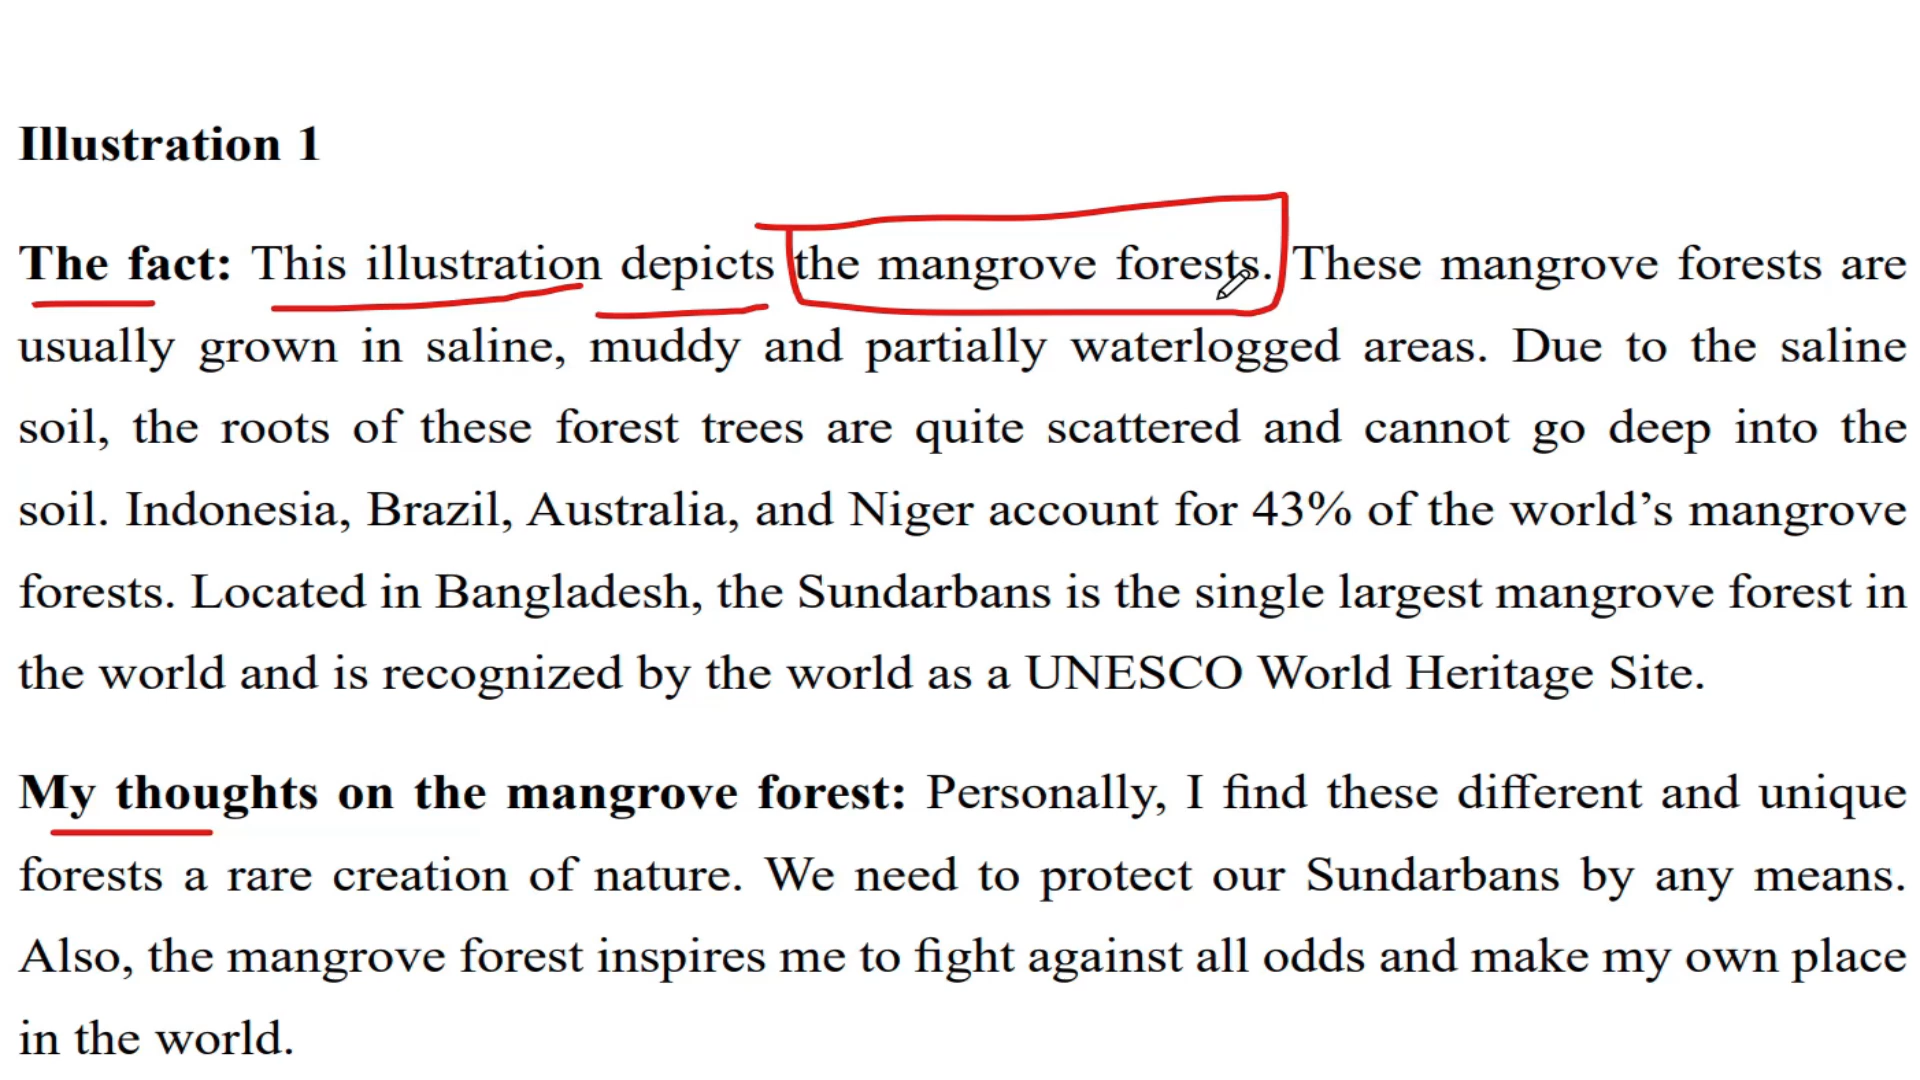 Illustration 1
The fact: This illustration depicts the mangrove forests. These mangrove forests are
usually grown in saline, muddy and partially waterlogged areas. Due to the saline
soil, the roots of these forest trees are quite scattered and cannot go deep into the
soil. Indonesia, Brazil, Australia, and Niger account for 43% of the world’s mangrove
forests. Located in Bangladesh, the Sundarbans is the single largest mangrove forest in
the world and is recognized by the world as a UNESCO World Heritage Site.
My thoughts on the mangrove forest: Personally, I find these different and unique
forests a rare creation of nature. We need to protect our Sundarbans by any means.
Also, the mangrove forest inspires me to fight against all odds and make my own place
in the world.